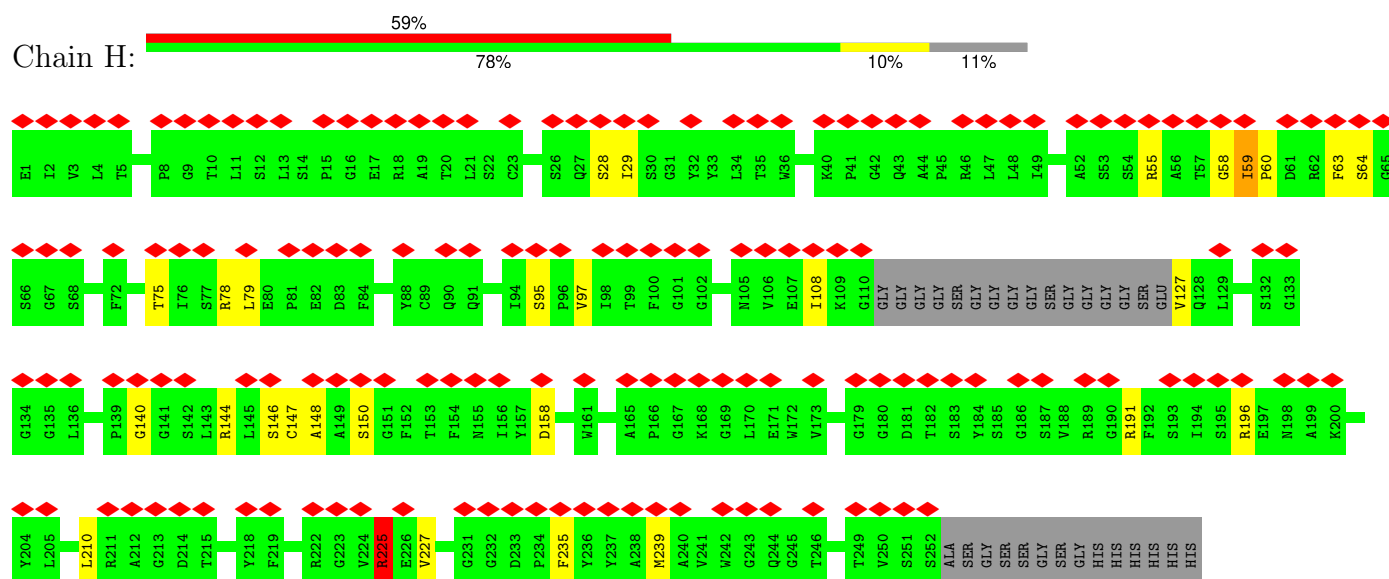 59%
Chain H:
78% 10% 11%
E1 I2 V3 L4 T5 P8 G9 T10 L11 S12 L13 S14 P15 G16 E17 R18 A19 T20 L21 S22 C23 S26 Q27 S28 I29 S30 G31 Y32 Y33 L34 T35 W36 K40 P41 G42 Q43 A44 P45 R46 L47 L48 I49 A52 S53 S54 R55 A56 T57 G58 I59 P60 D61 R62 F63 S64 G65
S66 G67 S68 F72 T75 I76 S77 R78 L79 E80 P81 E82 D83 F84 Y88 C89 Q90 Q91 I94 S95 P96 V97 I98 T99 F100 G101 G102 N105 V106 E107 I108 K109 G110 GLY GLY GLY GLY SER GLY GLY GLY GLY SER GLY GLY GLY GLY SER GLU V127 Q128 L129 S132 G133
G134 G135 L136 P139 G140 G141 S142 L143 R144 L145 S146 C147 A148 A149 S150 G151 F152 T153 F154 N155 I156 Y157 D158 W161 A165 P166 G167 K168 G169 L170 E171 W172 V173 G179 G180 D181 T182 S183 Y184 S185 G186 S187 V188 R189 G190 R191 F192 S193 I194 S195 R196 E197 N198 A199 K200
Y204 L205 L210 R211 A212 G213 D214 T215 Y218 F219 R222 G223 V224 R225 E226 V227 G231 G232 D233 P234 F235 Y236 Y237 A238 M239 A240 V241 W242 G243 Q244 G245 T246 T249 V250 S251 S252 ALA SER GLY SER SER GLY SER GLY HIS HIS HIS HIS HIS HIS